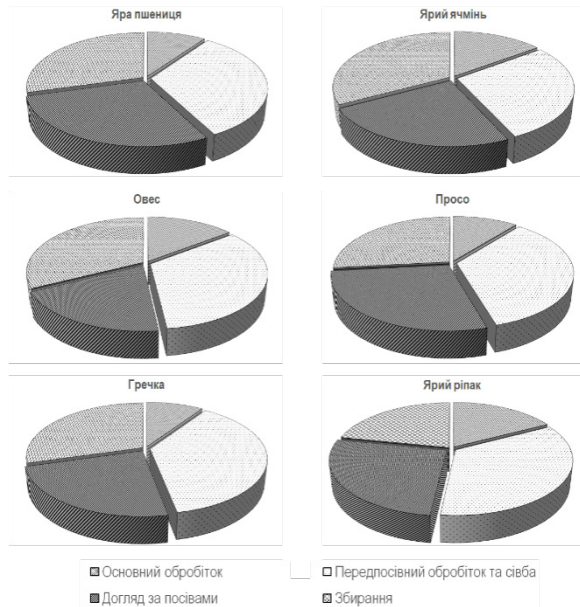 Яра пшениця
Ярий ячмінь
Овес
Просо
Гречка
Ярий ріпак
Основний обробіток
Передпосівний обробіток та сівба
Догляд за посівами
Збирання